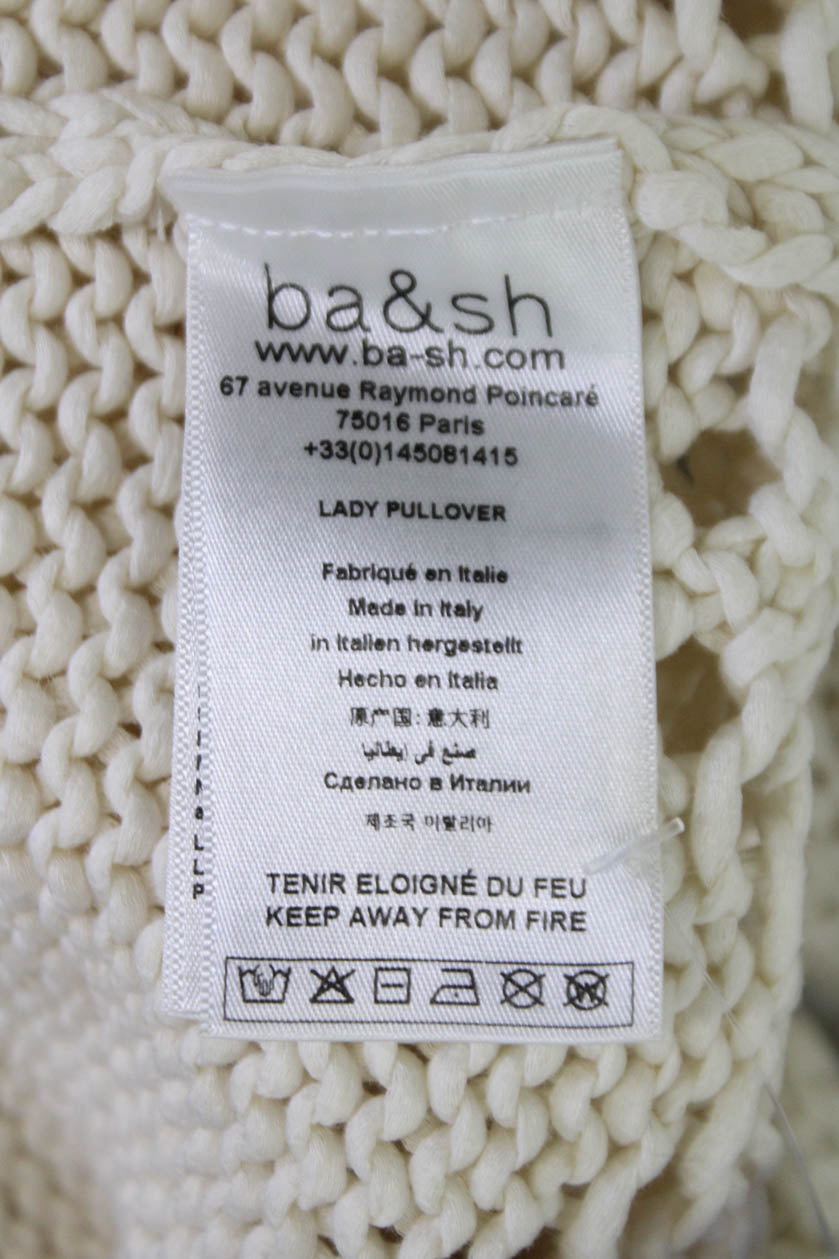 ba&sh
www.ba-sh.com
67 avenue Raymond Poincaré
75016 Paris
+33(0)145081415
LADY PULLOVER
Fabriqué en Italie
Made in Italy
in Italien hergestellt
Hecho en Italia
原产国: 意大利
صنع في إيطاليا
Сделано в Италии
제조국 이탈리아
TENIR ELOIGNÉ DU FEU
KEEP AWAY FROM FIRE